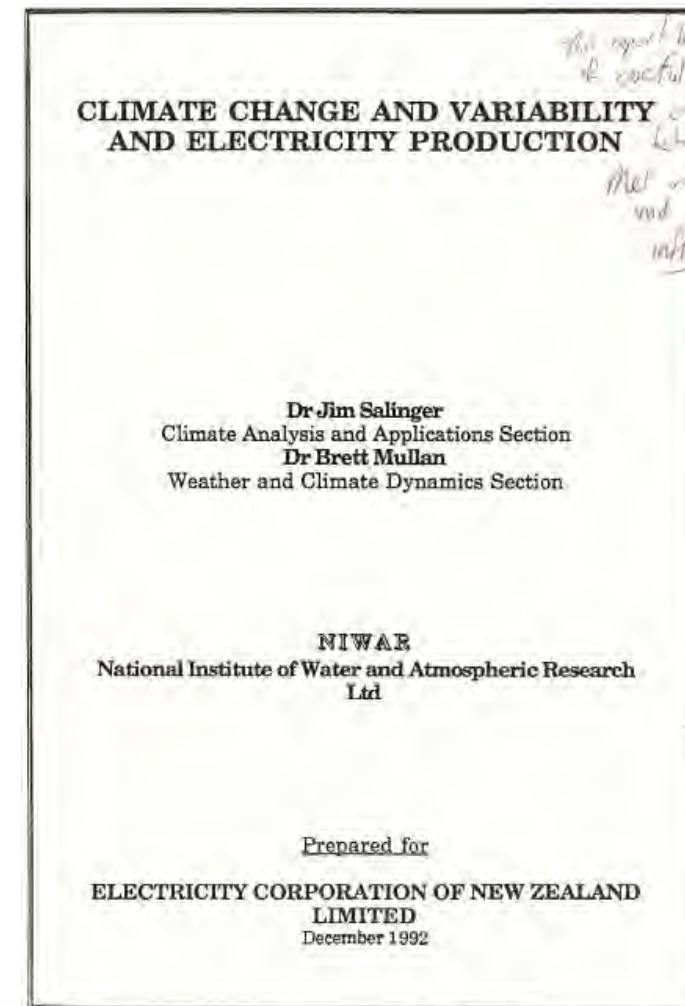 CLIMATE CHANGE AND VARIABILITY
AND ELECTRICITY PRODUCTION
Dr Jim Salinger
Climate Analysis and Applications Section
Dr Brett Mullan
Weather and Climate Dynamics Section
NIWAR
National Institute of Water and Atmospheric Research
Ltd
Prepared for
ELECTRICITY CORPORATION OF NEW ZEALAND
LIMITED
December 1992